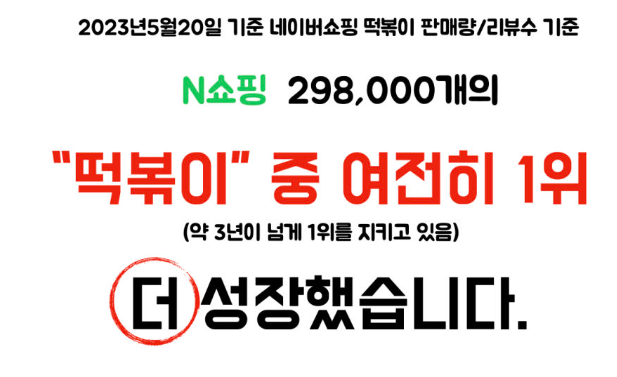 2023년5월20일 기준 네이버쇼핑 떡볶이 판매량/리뷰수 기준
N쇼핑 298,000개의
"떡볶이" 중 여전히 1위
(약 3년이 넘게 1위를 지키고 있음)
더 성장했습니다.